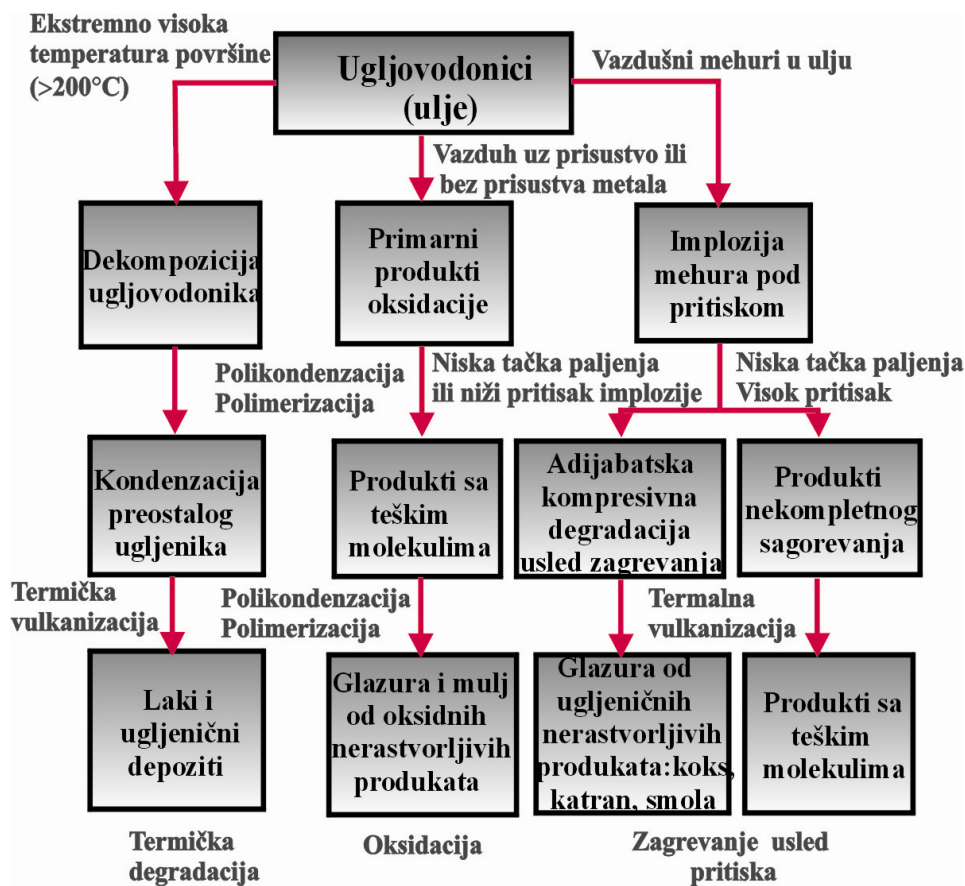 Ekstremno visoka
temperatura površine
(>200°C)
Ugljovodonici
(ulje)
Vazdušni mehuri u ulju
Vazduh uz prisustvo ili
bez prisustva metala
Dekompozicija
ugljovodonika
Primarni
produkti
oksidacije
Implozija
mehura pod
pritiskom
Polikondenzacija
Polimerizacija
Niska tačka paljenja
ili niži pritisak implozije
Niska tačka paljenja
Visok pritisak
Kondenzacija
preostalog
ugljenika
Produkti sa
teškim
molekulima
Adijabatska
kompresivna
degradacija
usled zagrevanja
Produkti
nekompletnog
sagorevanja
Termička
vulkanizacija
Polikondenzacija
Polimerizacija
Termalna
vulkanizacija
Laki i
ugljenični
depoziti
Glazura i mulj
od oksidnih
nerastvorljivih
produkata
Glazura od
ugljeničnih
nerastvorljivih
produkata:koks,
katran, smola
Produkti sa
teškim
molekulima
Termička
degradacija
Oksidacija
Zagrevanje usled
pritiska